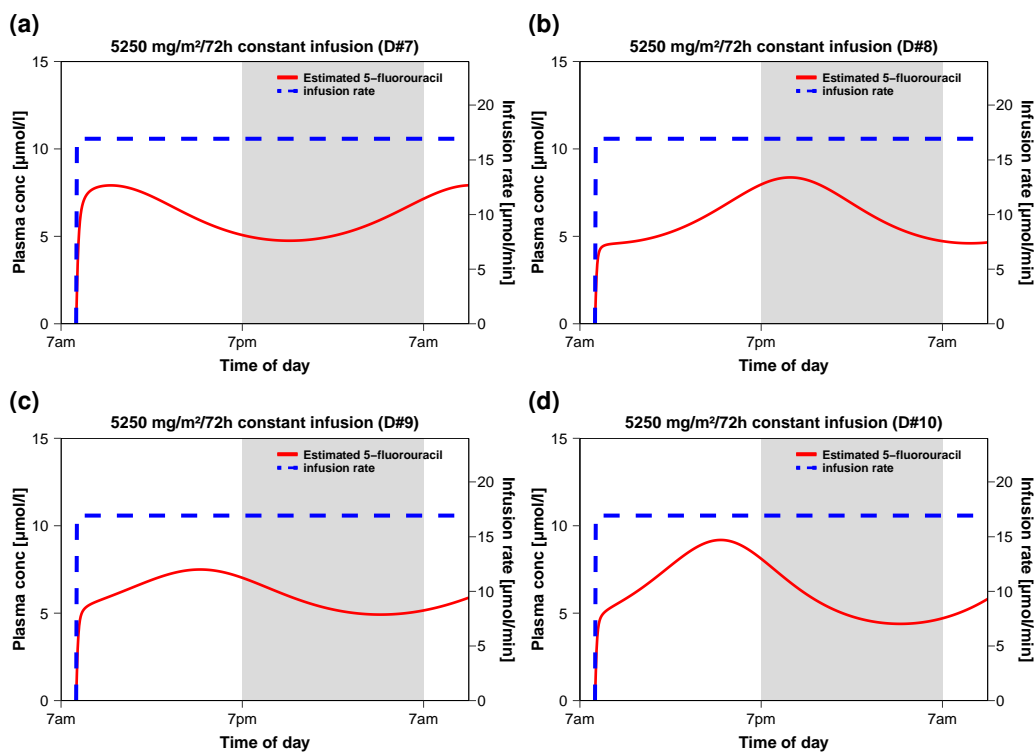 (a)
5250 mg/m²/72h constant infusion (D#7)
Estimated 5−fluorouracil
infusion rate
Plasma conc [µmol/l]
Infusion rate [µmol/min]
15
10
5
0
20
15
10
5
0
7am
7pm
7am
Time of day
(b)
5250 mg/m²/72h constant infusion (D#8)
Estimated 5−fluorouracil
infusion rate
Plasma conc [µmol/l]
Infusion rate [µmol/min]
15
10
5
0
20
15
10
5
0
7am
7pm
7am
Time of day
(c)
5250 mg/m²/72h constant infusion (D#9)
Estimated 5−fluorouracil
infusion rate
Plasma conc [µmol/l]
Infusion rate [µmol/min]
15
10
5
0
20
15
10
5
0
7am
7pm
7am
Time of day
(d)
5250 mg/m²/72h constant infusion (D#10)
Estimated 5−fluorouracil
infusion rate
Plasma conc [µmol/l]
Infusion rate [µmol/min]
15
10
5
0
20
15
10
5
0
7am
7pm
7am
Time of day